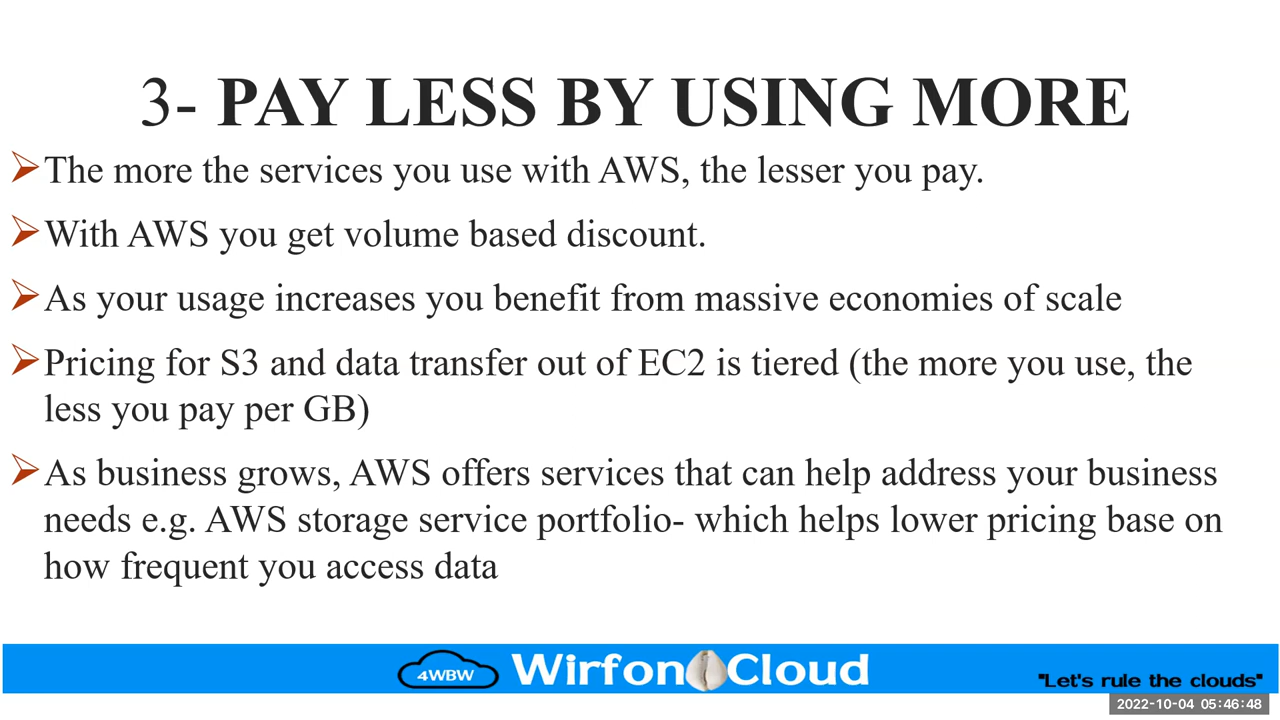 3- PAY LESS BY USING MORE
The more the services you use with AWS, the lesser you pay.
With AWS you get volume based discount.
As your usage increases you benefit from massive economies of scale
Pricing for S3 and data transfer out of EC2 is tiered (the more you use, the
less you pay per GB)
As business grows, AWS offers services that can help address your business
needs e.g. AWS storage service portfolio- which helps lower pricing base on
how frequent you access data
4WBW Wirfon Cloud
"Let's rule the clouds"
2022-10-04 05:46:48